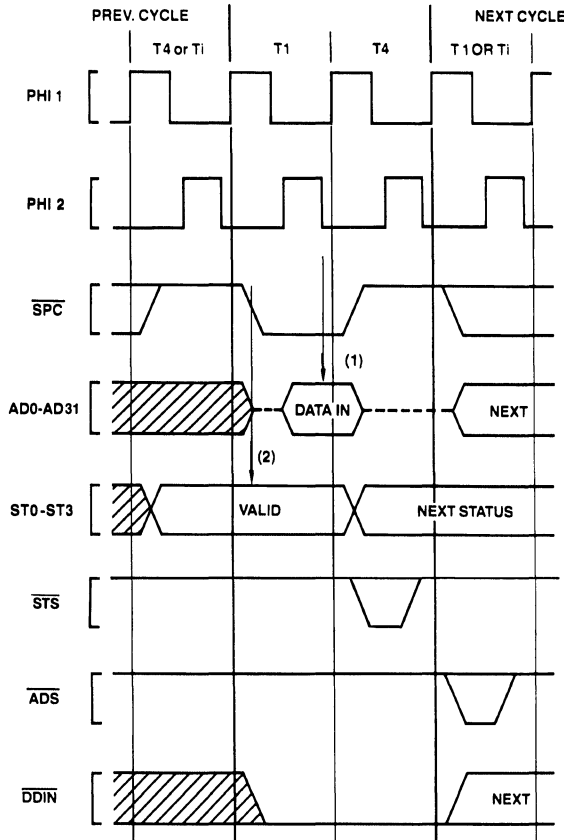 PREV. CYCLE NEXT CYCLE
T4 or Ti T1 T4 T1 OR Ti
PHI 1
PHI 2
SPC
(1)
AD0-AD31 DATA IN NEXT
(2)
ST0-ST3 VALID NEXT STATUS
STS
ADS
DDIN NEXT